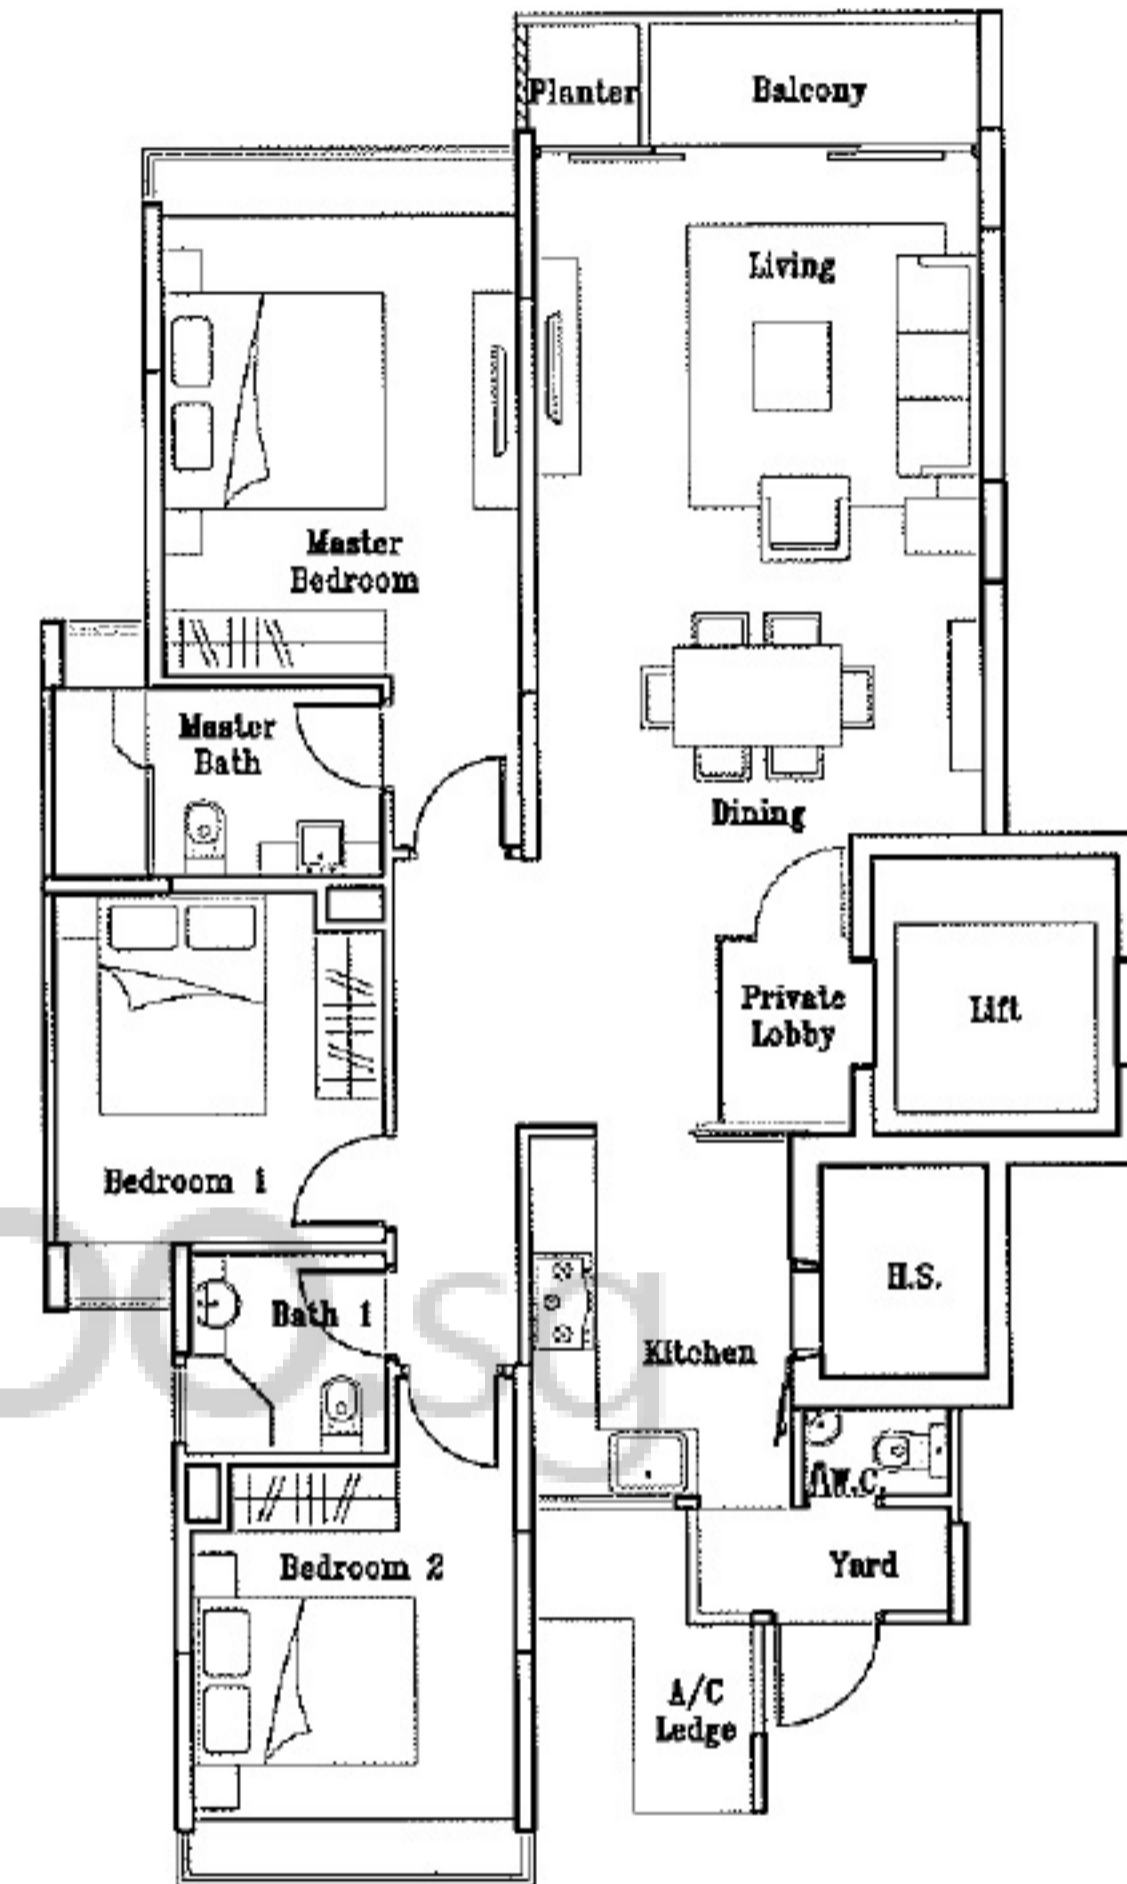 Planter
Balcony
Living
Master
Bedroom
Master
Bath
Dining
Private
Lobby
Lift
Bedroom 1
H.S.
Bath 1
Kitchen
W.C.
Bedroom 2
Yard
A/C
Ledge
.sg